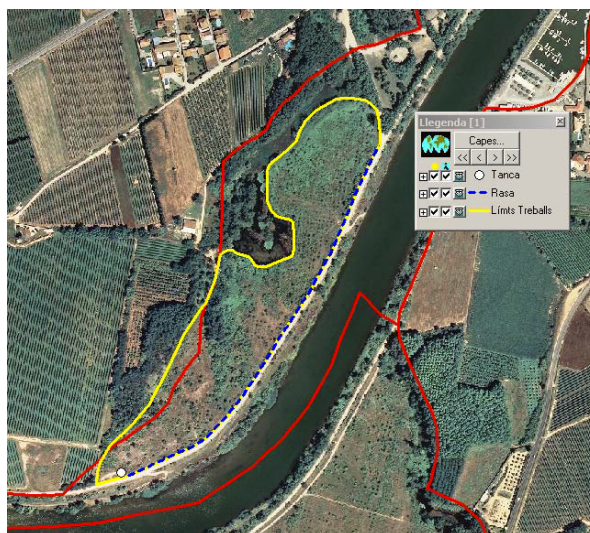 Llegenda [1]
Capes...
<< < > >>
Tanca
Rasa
Límts Treballs